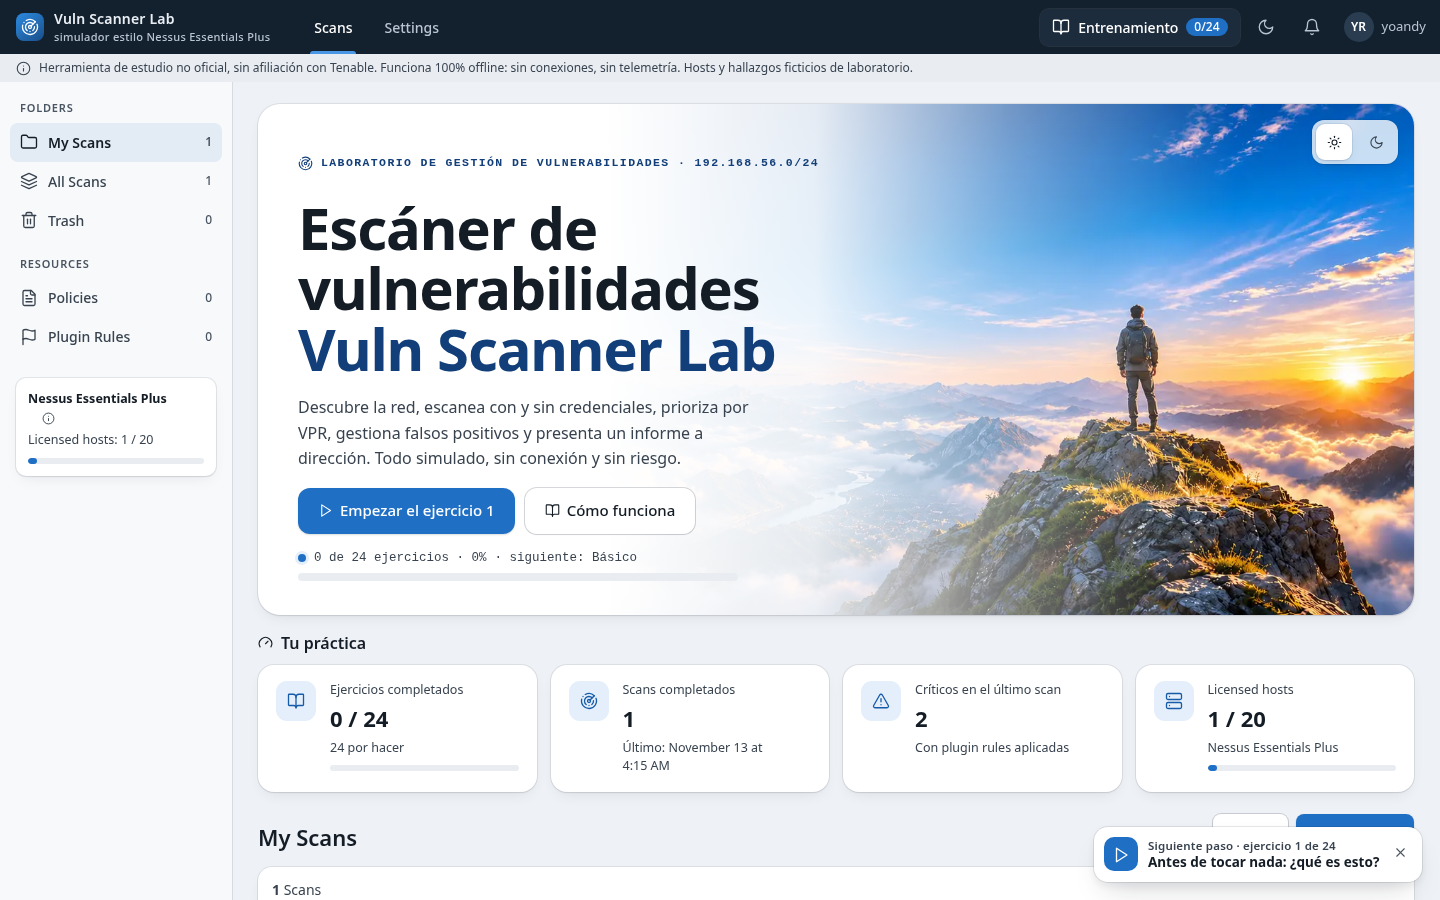 Vuln Scanner Lab
simulador estilo Nessus Essentials Plus
Scans
Settings
Entrenamiento 0/24
YR yoandy
Herramienta de estudio no oficial, sin afiliación con Tenable. Funciona 100% offline: sin conexiones, sin telemetría. Hosts y hallazgos ficticios de laboratorio.
FOLDERS
My Scans 1
All Scans 1
Trash 0
RESOURCES
Policies 0
Plugin Rules 0
Nessus Essentials Plus
Licensed hosts: 1 / 20
LABORATORIO DE GESTIÓN DE VULNERABILIDADES · 192.168.56.0/24
Escáner de
vulnerabilidades
Vuln Scanner Lab
Descubre la red, escanea con y sin credenciales, prioriza por
VPR, gestiona falsos positivos y presenta un informe a
dirección. Todo simulado, sin conexión y sin riesgo.
Empezar el ejercicio 1
Cómo funciona
0 de 24 ejercicios · 0% · siguiente: Básico
Tu práctica
Ejercicios completados
0 / 24
24 por hacer
Scans completados
1
Último: November 13 at
4:15 AM
Críticos en el último scan
2
Con plugin rules aplicadas
Licensed hosts
1 / 20
Nessus Essentials Plus
My Scans
1 Scans
Siguiente paso · ejercicio 1 de 24
Antes de tocar nada: ¿qué es esto?